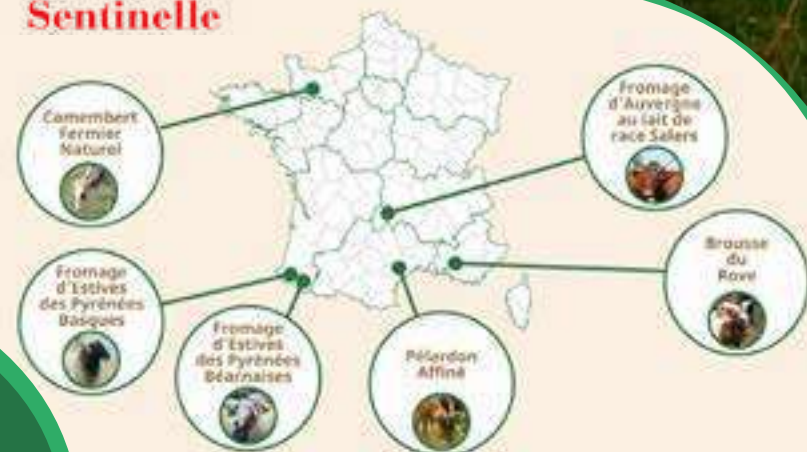 Sentinelle
Camembert
Fermier
Naturel
Fromage
d'Auvergne
au lait de
race Salers
Brousse
du
Rove
Fromage
d'Estives
des Pyrénées
Basques
Fromage
d'Estives
des Pyrénées
Béarnaises
Pélardon
Affiné